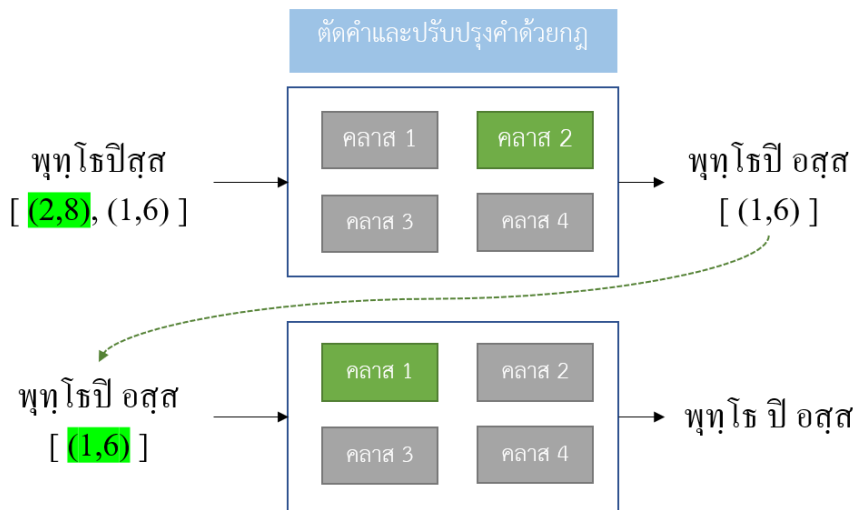 ตัดคำและปรับปรุงคำด้วยกฎ
คลาส 1
คลาส 2
พุทฺโธปิสฺส
[ (2,8), (1,6) ]
พุทฺโธปิ อสฺส
[ (1,6) ]
คลาส 3
คลาส 4
คลาส 1
คลาส 2
พุทฺโธปิ อสฺส
[ (1,6) ]
พุทฺโธ ปิ อสฺส
คลาส 3
คลาส 4